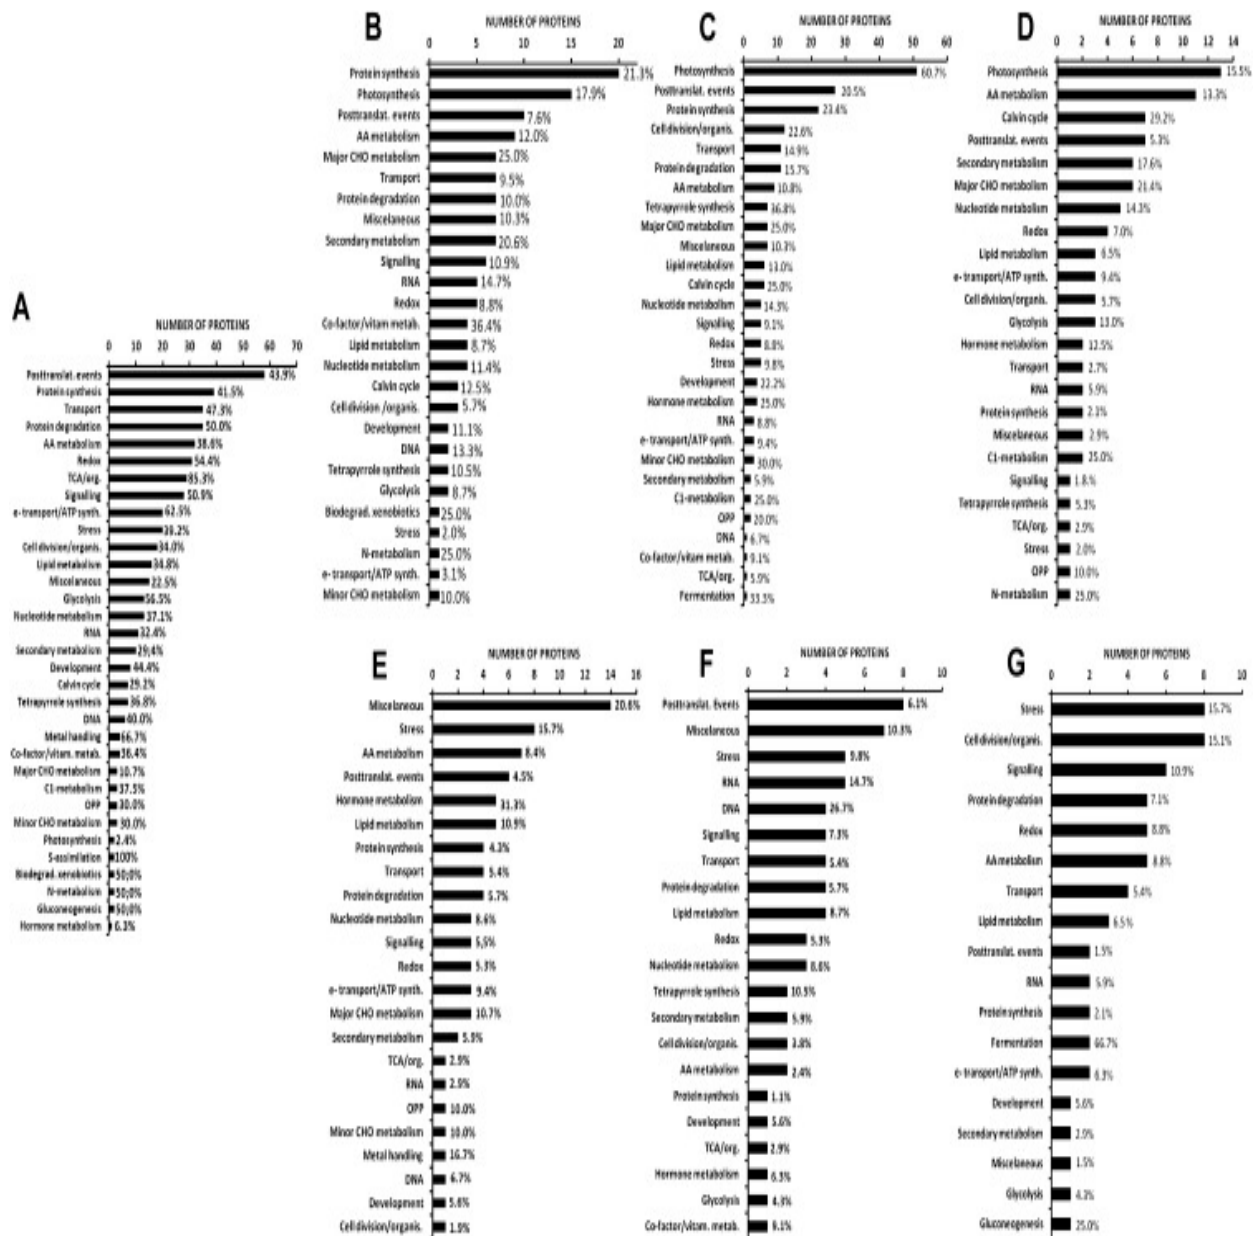 A
NUMBER OF PROTEINS
0 10 20 30 40 50 60 70
Posttranslat. events 43.9%
Protein synthesis 41.5%
Transport 47.3%
Protein degradation 50.0%
AA metabolism 38.6%
Redox 54.4%
TCA/org. 85.3%
Signalling 50.9%
e-transport/ATP synth. 62.5%
Stress 39.2%
Cell division/organis. 34.0%
Lipid metabolism 34.8%
Miscelaneous 22.5%
Glycolysis 56.5%
Nucleotide metabolism 37.1%
RNA 32.4%
Secondary metabolism 29;4%
Development 44.4%
Calvin cycle 29.2%
Tetrapyrrole synthesis 36.8%
DNA 40.0%
Metal handling 66.7%
Co-factor/vitam. metab. 36.4%
Major CHO metabolism 10.7%
C1-metabolism 37.5%
OPP 30.0%
Minor CHO metabolism 30.0%
Photosynthesis 2.4%
S-assimilation 100%
Biodegrad. xenobiotics 50;0%
N-metabolism 50;0%
Gluconeogenesis 50;0%
Hormone metabolism 6.3%
B
NUMBER OF PROTEINS
0 5 10 15 20
Protein synthesis 21.3%
Photosynthesis 17.9%
Posttranslat. events 7.6%
AA metabolism 12.0%
Major CHO metabolism 25.0%
Transport 9.5%
Protein degradation 10.0%
Miscelaneous 10.3%
Secondary metabolism 20.6%
Signalling 10.9%
RNA 14.7%
Redox 8.8%
Co-factor/vitam metab. 36.4%
Lipid metabolism 8.7%
Nucleotide metabolism 11.4%
Calvin cycle 12.5%
Cell division /organis. 5.7%
Development 11.1%
DNA 13.3%
Tetrapyrrole synthesis 10.5%
Glycolysis 8.7%
Biodegrad. xenobiotics 25.0%
Stress 2.0%
N-metabolism 25.0%
e- transport/ATP synth. 3.1%
Minor CHO metabolism 10.0%
C
NUMBER OF PROTEINS
0 10 20 30 40 50 60
Photosynthesis 60.7%
Posttranslat. events 20.5%
Protein synthesis 23.4%
Cell division/organis. 22.6%
Transport 14.9%
Protein degradation 15.7%
AA metabolism 10.8%
Tetrapyrrole synthesis 36.8%
Major CHO metabolism 25.0%
Miscelaneous 10.3%
Lipid metabolism 13.0%
Calvin cycle 25.0%
Nucleotide metabolism 14.3%
Signalling 9.1%
Redox 8.8%
Stress 9.8%
Development 22.2%
Hormone metabolism 25.0%
RNA 8.8%
e- transport/ATP synth. 9.4%
Minor CHO metabolism 30.0%
Secondary metabolism 5.9%
C1-metabolism 25.0%
OPP 20.0%
DNA 6.7%
Co-factor/vitam metab. 9.1%
TCA/org. 5.9%
Fermentation 33.3%
D
NUMBER OF PROTEINS
0 2 4 6 8 10 12 14
Photosynthesis 15.5%
AA metabolism 13.3%
Calvin cycle 29.2%
Posttranslat. events 5.3%
Secondary metabolism 17.6%
Major CHO metabolism 21.4%
Nucleotide metabolism 14.3%
Redox 7.0%
Lipid metabolism 6.5%
e- transport/ATP synth. 9.4%
Cell division/organis. 5.7%
Glycolysis 13.0%
Hormone metabolism 12.5%
Transport 2.7%
RNA 5.9%
Protein synthesis 2.1%
Miscelaneous 2.9%
C1-metabolism 25.0%
Signalling 1.8.%
Tetrapyrrole synthesis 5.3%
TCA/org. 2.9%
Stress 2.0%
OPP 10.0%
N-metabolism 25.0%
E
NUMBER OF PROTEINS
0 2 4 6 8 10 12 14 16
Miscelaneous 20.6%
Stress 15.7%
AA metabolism 8.4%
Posttranslat. events 4.5%
Hormone metabolism 31.3%
Lipid metabolism 10.9%
Protein synthesis 4.3%
Transport 5.4%
Protein degradation 5.7%
Nucleotide metabolism 8.6%
Signalling 5,5%
Redox 5.3%
e- transport/ATP synth. 9.4%
Major CHO metabolism 10.7%
Secondary metabolism 5.9%
TCA/org. 2.9%
RNA 2.9%
OPP 10.0%
Minor CHO metabolism 10.0%
Metal handling 16.7%
DNA 6.7%
Development 5.6%
Cell division/organis. 1.9%
F
NUMBER OF PROTEINS
0 2 4 6 8 10
Posttranslat. Events 6.1%
Miscelaneous 10.3%
Stress 9.8%
RNA 14.7%
DNA 26.7%
Signalling 7.3%
Transport 5.4%
Protein degradation 5.7%
Lipid metabolism 8.7%
Redox 5.3%
Nucleotide metabolism 8.6%
Tetrapyrrole synthesis 10.5%
Secondary metabolism 5.9%
Cell division/organis. 3.8%
AA metabolism 2.4%
Protein synthesis 1.1%
Development 5.6%
TCA/org. 2.9%
Hormone metabolism 6.3%
Glycolysis 4.3%
Co-factor/vitam. metab. 9.1%
G
NUMBER OF PROTEINS
0 2 4 6 8 10
Stress 15.7%
Cell division/organis. 15.1%
Signalling 10.9%
Protein degradation 7.1%
Redox 8.8%
AA metabolism 8.8%
Transport 5.4%
Lipid metabolism 6.5%
Posttranslat. events 1.5%
RNA 5.9%
Protein synthesis 2.1%
Fermentation 66.7%
e- transport/ATP synth. 6.3%
Development 5.6%
Secondary metabolism 2.9%
Miscelaneous 1.5%
Glycolysis 4.3%
Gluconeogenesis 25.0%